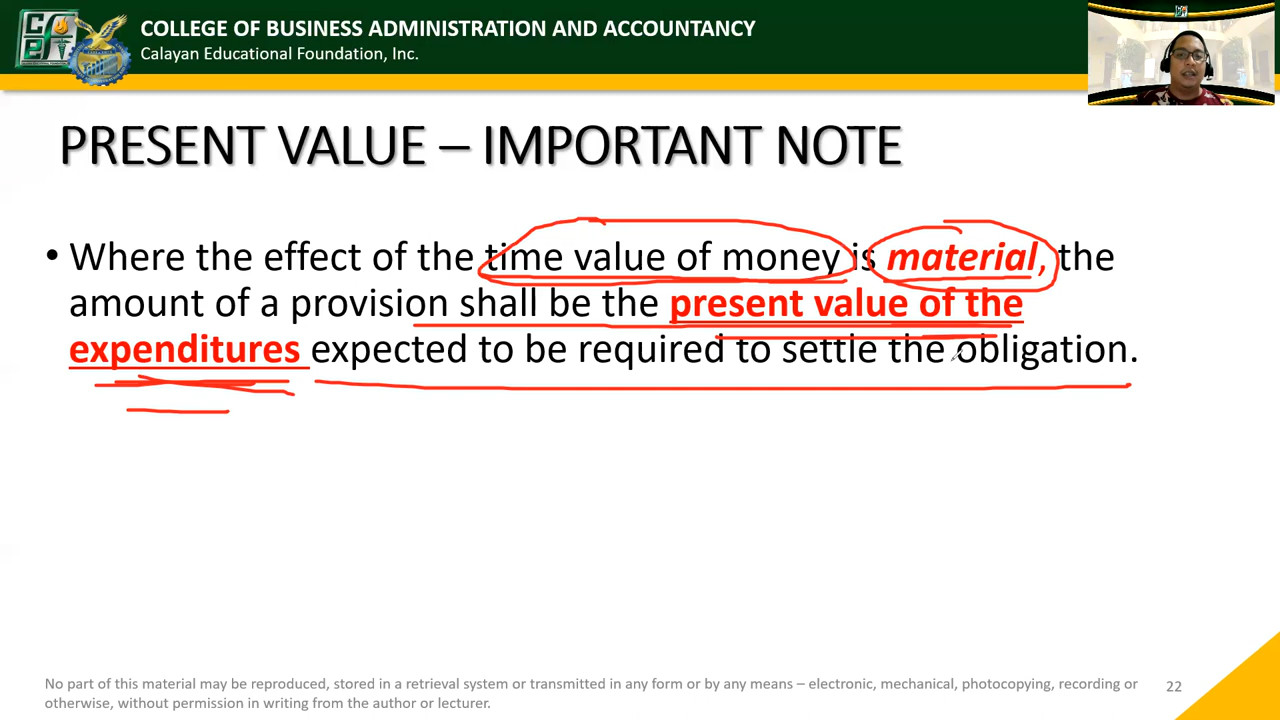 COLLEGE OF BUSINESS ADMINISTRATION AND ACCOUNTANCY
Calayan Educational Foundation, Inc.
PRESENT VALUE – IMPORTANT NOTE
• Where the effect of the time value of money is material, the
amount of a provision shall be the present value of the
expenditures expected to be required to settle the obligation.
No part of this material may be reproduced, stored in a retrieval system or transmitted in any form or by any means – electronic, mechanical, photocopying, recording or
otherwise, without permission in writing from the author or lecturer.
22